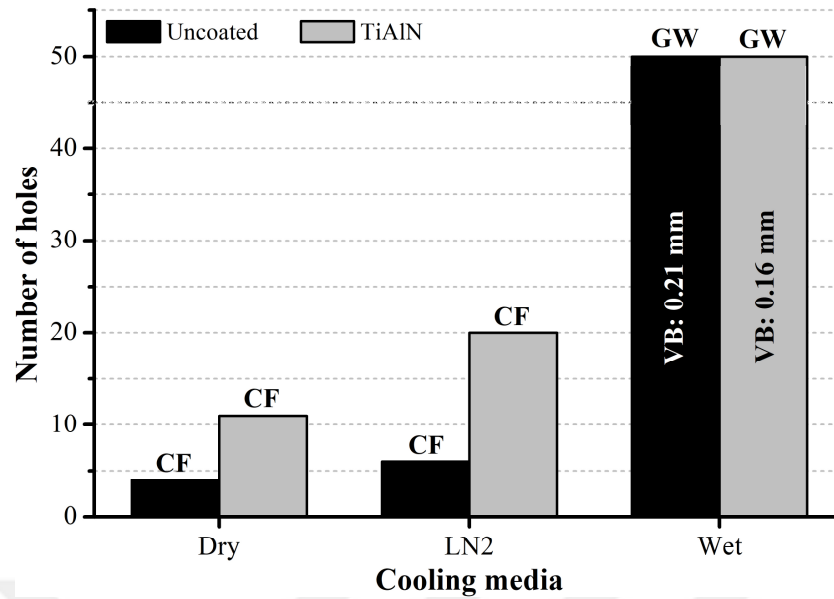 Uncoated TiAlN
Number of holes
50
40
30
20
10
0
CF CF
CF CF
GW GW
VB: 0.21 mm
VB: 0.16 mm
Dry LN2 Wet
Cooling media